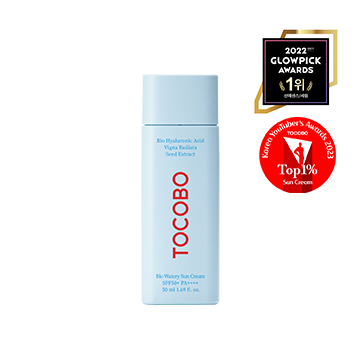 2022
GLOWPICK
AWARDS
1위
Korea Youtuber's Awards 2023
TOCOBO
Top1%
Sun Cream
Bio Hyaluronic Acid
Vigna Radiata
Seed Extract
TOCOBO
Bio Watery Sun Cream
SPF50+ PA++++
50 ml 1.69 fl. oz.